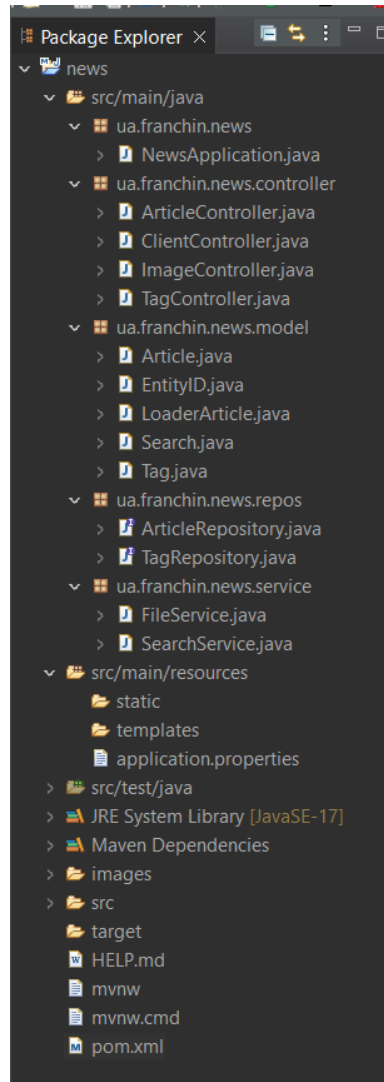 Package Explorer ×
news
src/main/java
ua.franchin.news
NewsApplication.java
ua.franchin.news.controller
ArticleController.java
ClientController.java
ImageController.java
TagController.java
ua.franchin.news.model
Article.java
EntityID.java
LoaderArticle.java
Search.java
Tag.java
ua.franchin.news.repos
ArticleRepository.java
TagRepository.java
ua.franchin.news.service
FileService.java
SearchService.java
src/main/resources
static
templates
application.properties
src/test/java
JRE System Library [JavaSE-17]
Maven Dependencies
images
src
target
HELP.md
mvnw
mvnw.cmd
pom.xml